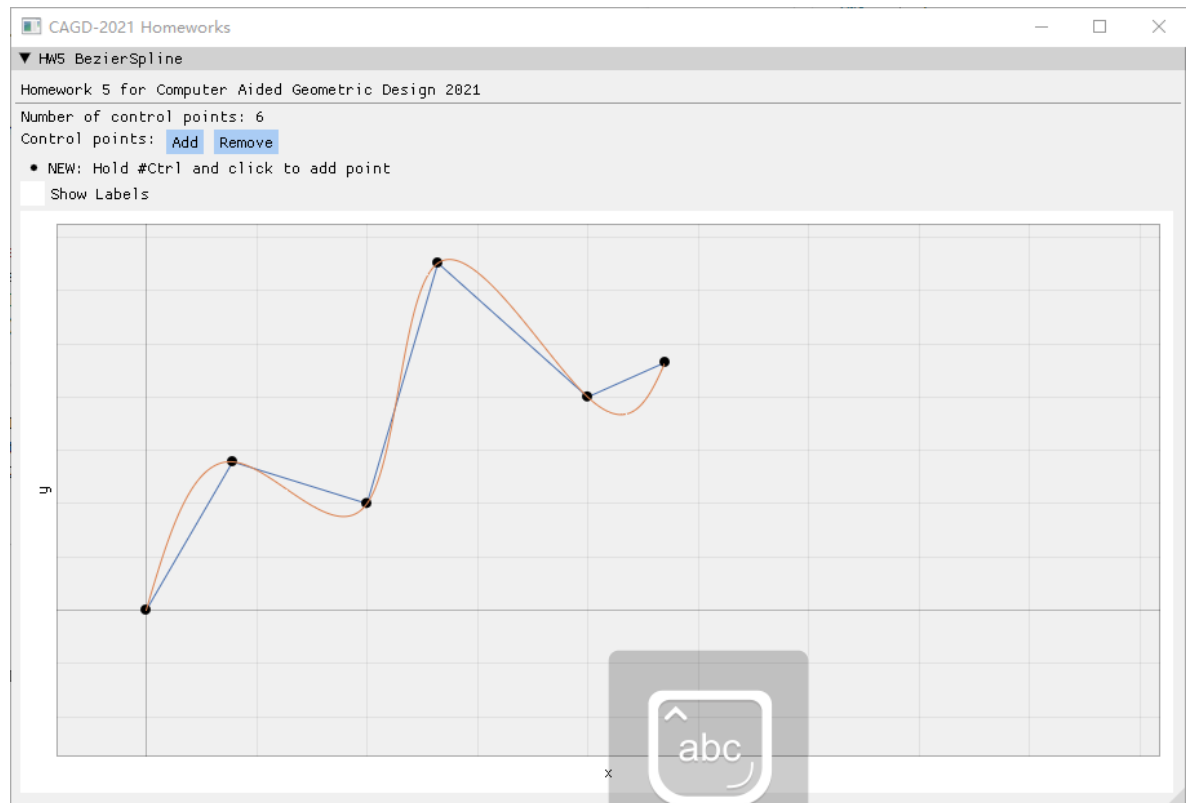 CAGD-2021 Homeworks
HW5 BezierSpline
Homework 5 for Computer Aided Geometric Design 2021
Number of control points: 6
Control points: Add Remove
• NEW: Hold #Ctrl and click to add point
Show Labels
y
x
abc